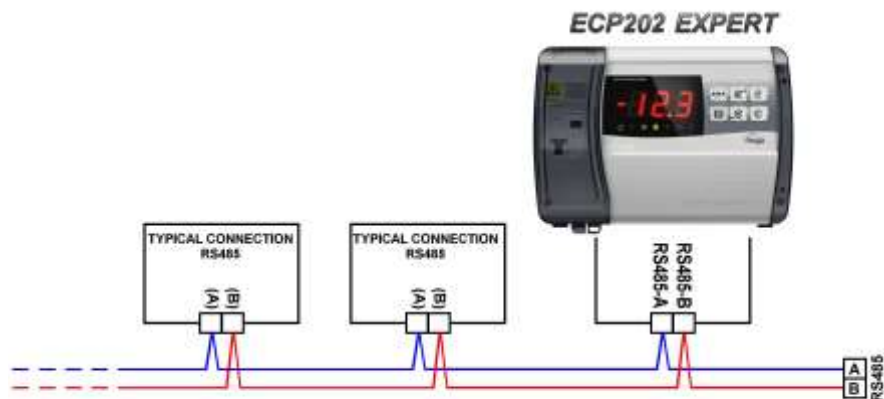 ECP202 EXPERT
-12.3
TYPICAL CONNECTION
RS485
(A)
(B)
TYPICAL CONNECTION
RS485
(A)
(B)
RS485-A
RS485-B
A
B
RS485